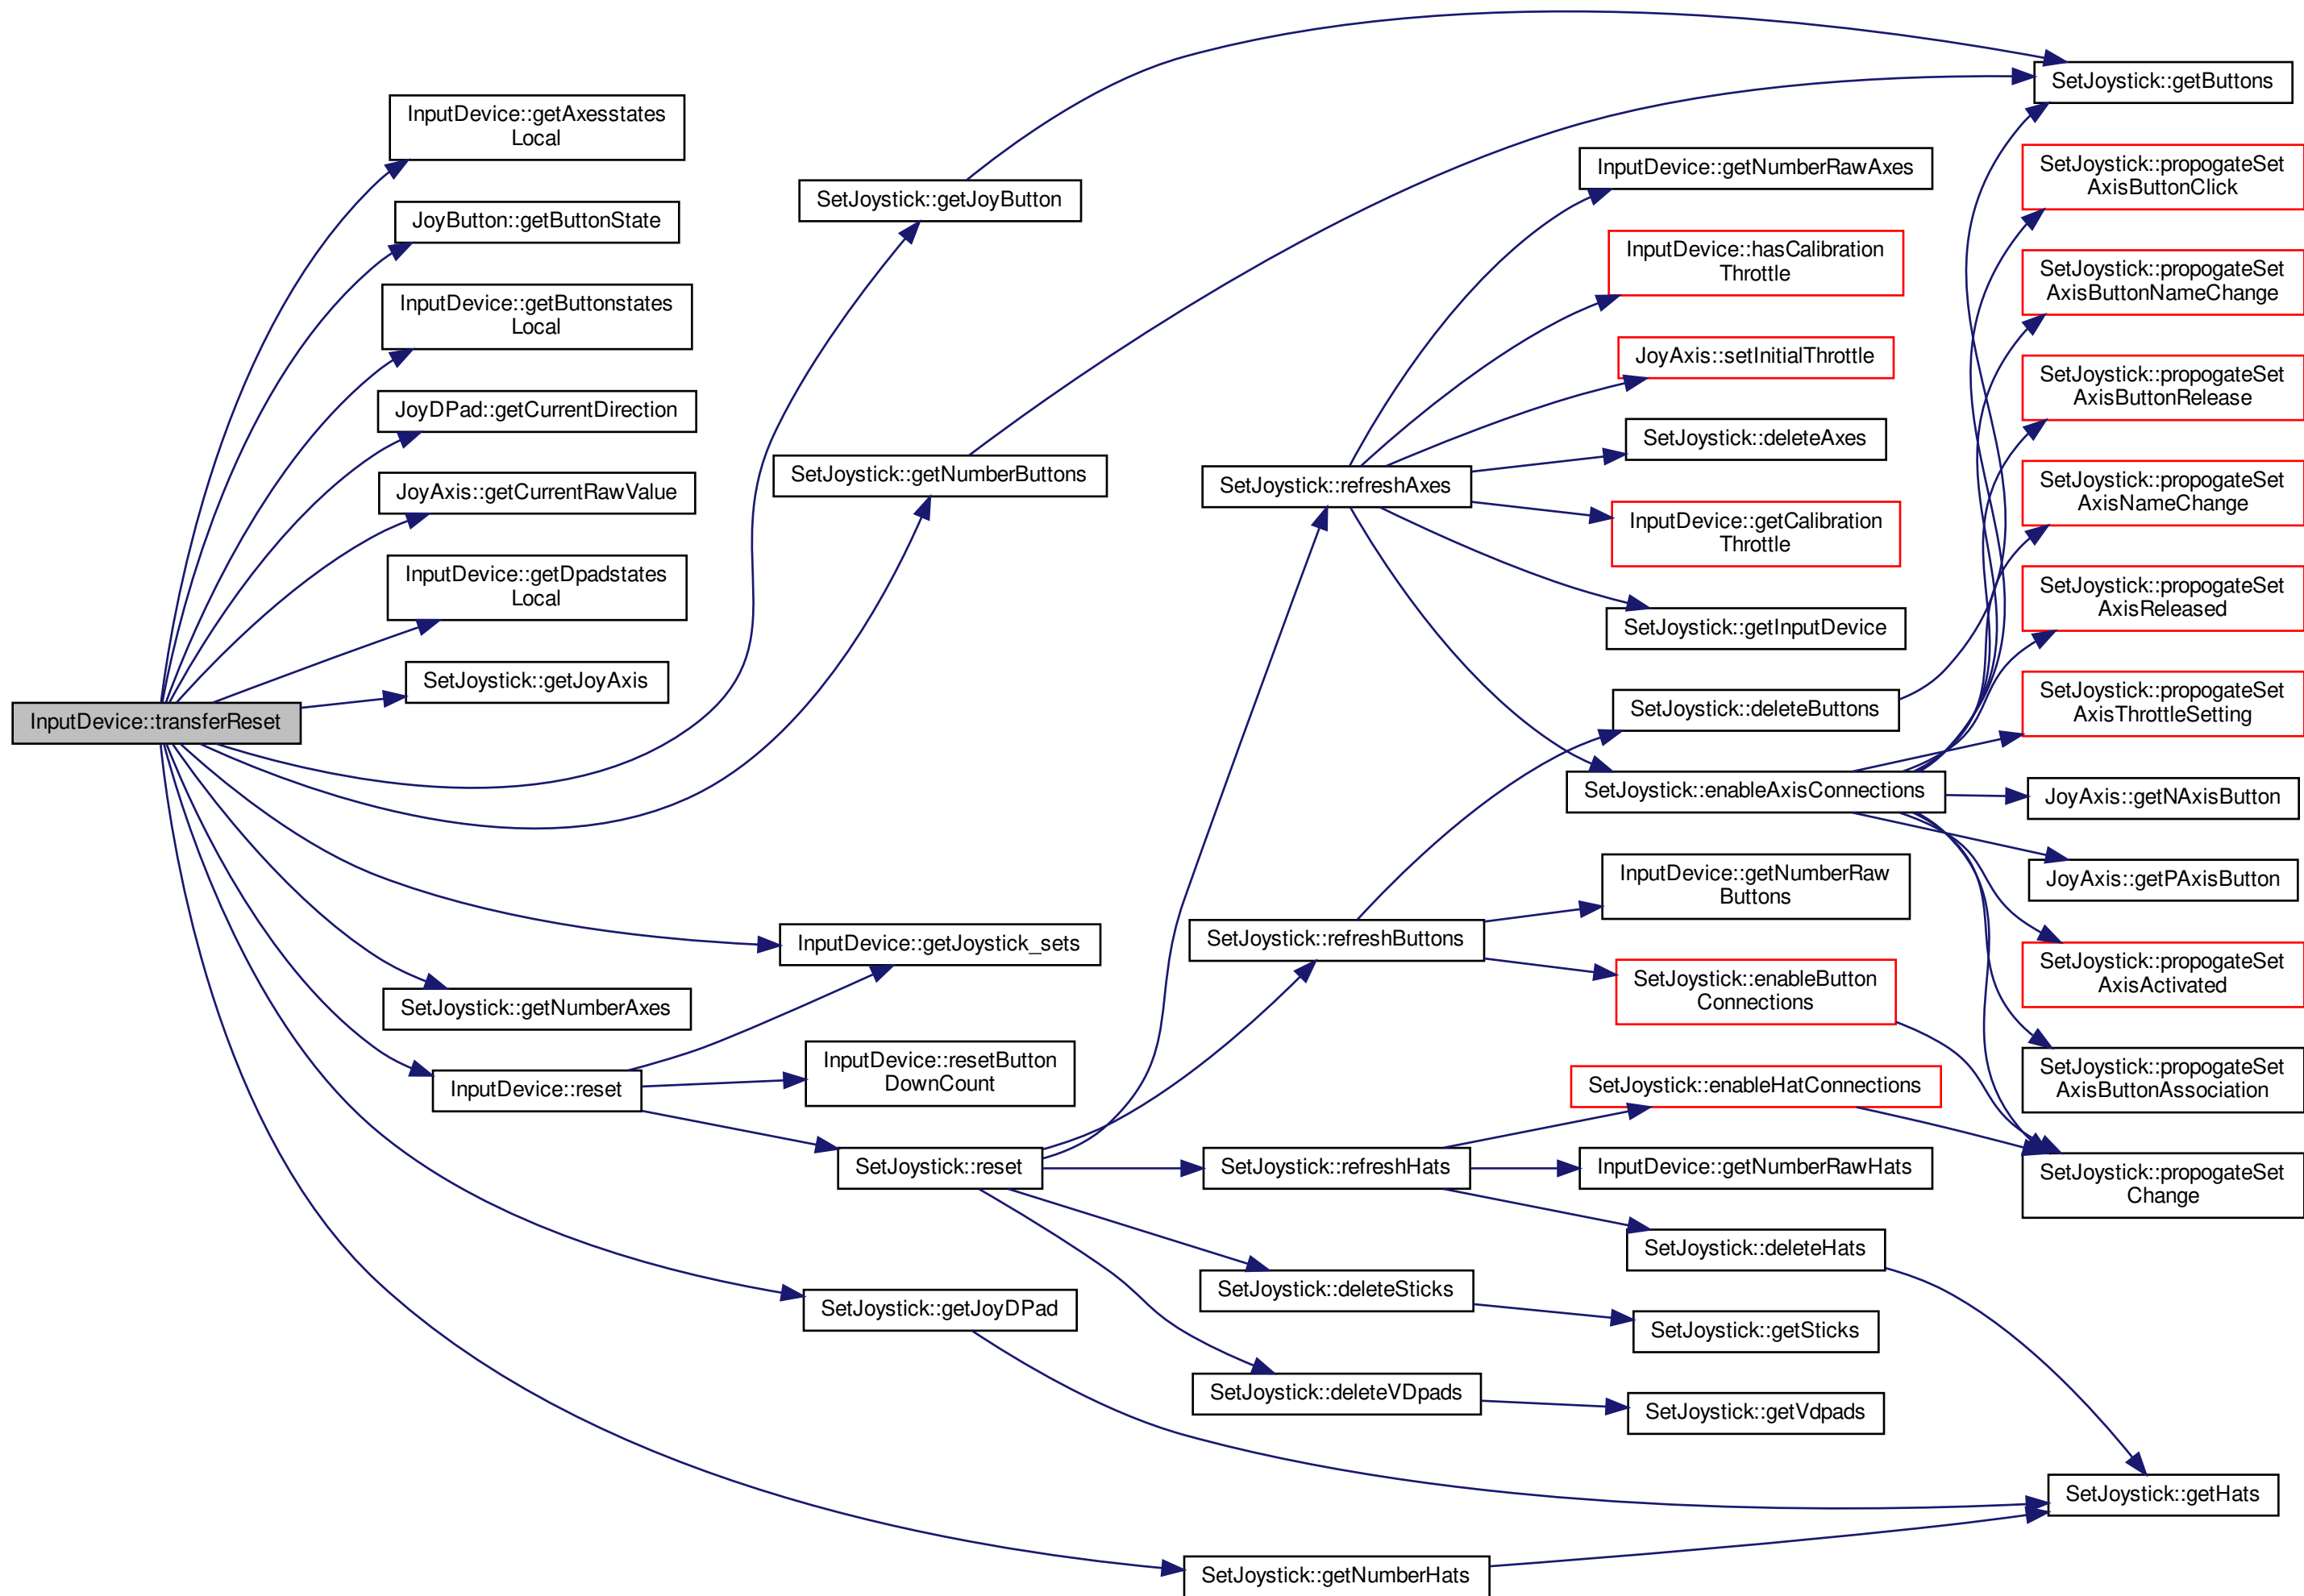 InputDevice::transferReset
InputDevice::getAxesstates
Local
JoyButton::getButtonState
InputDevice::getButtonstates
Local
JoyDPad::getCurrentDirection
JoyAxis::getCurrentRawValue
InputDevice::getDpadstates
Local
SetJoystick::getJoyAxis
SetJoystick::getNumberAxes
InputDevice::reset
SetJoystick::getJoyButton
SetJoystick::getNumberButtons
InputDevice::getJoystick_sets
InputDevice::resetButton
DownCount
SetJoystick::reset
SetJoystick::getJoyDPad
SetJoystick::refreshAxes
SetJoystick::refreshButtons
SetJoystick::refreshHats
SetJoystick::deleteSticks
SetJoystick::deleteVDpads
SetJoystick::getNumberHats
InputDevice::getNumberRawAxes
InputDevice::hasCalibration
Throttle
JoyAxis::setInitialThrottle
SetJoystick::deleteAxes
InputDevice::getCalibration
Throttle
SetJoystick::getInputDevice
SetJoystick::deleteButtons
SetJoystick::enableAxisConnections
InputDevice::getNumberRaw
Buttons
SetJoystick::enableButton
Connections
SetJoystick::enableHatConnections
InputDevice::getNumberRawHats
SetJoystick::deleteHats
SetJoystick::getSticks
SetJoystick::getVdpads
SetJoystick::getButtons
SetJoystick::propogateSet
AxisButtonClick
SetJoystick::propogateSet
AxisButtonNameChange
SetJoystick::propogateSet
AxisButtonRelease
SetJoystick::propogateSet
AxisNameChange
SetJoystick::propogateSet
AxisReleased
SetJoystick::propogateSet
AxisThrottleSetting
JoyAxis::getNAxisButton
JoyAxis::getPAxisButton
SetJoystick::propogateSet
AxisActivated
SetJoystick::propogateSet
AxisButtonAssociation
SetJoystick::propogateSet
Change
SetJoystick::getHats